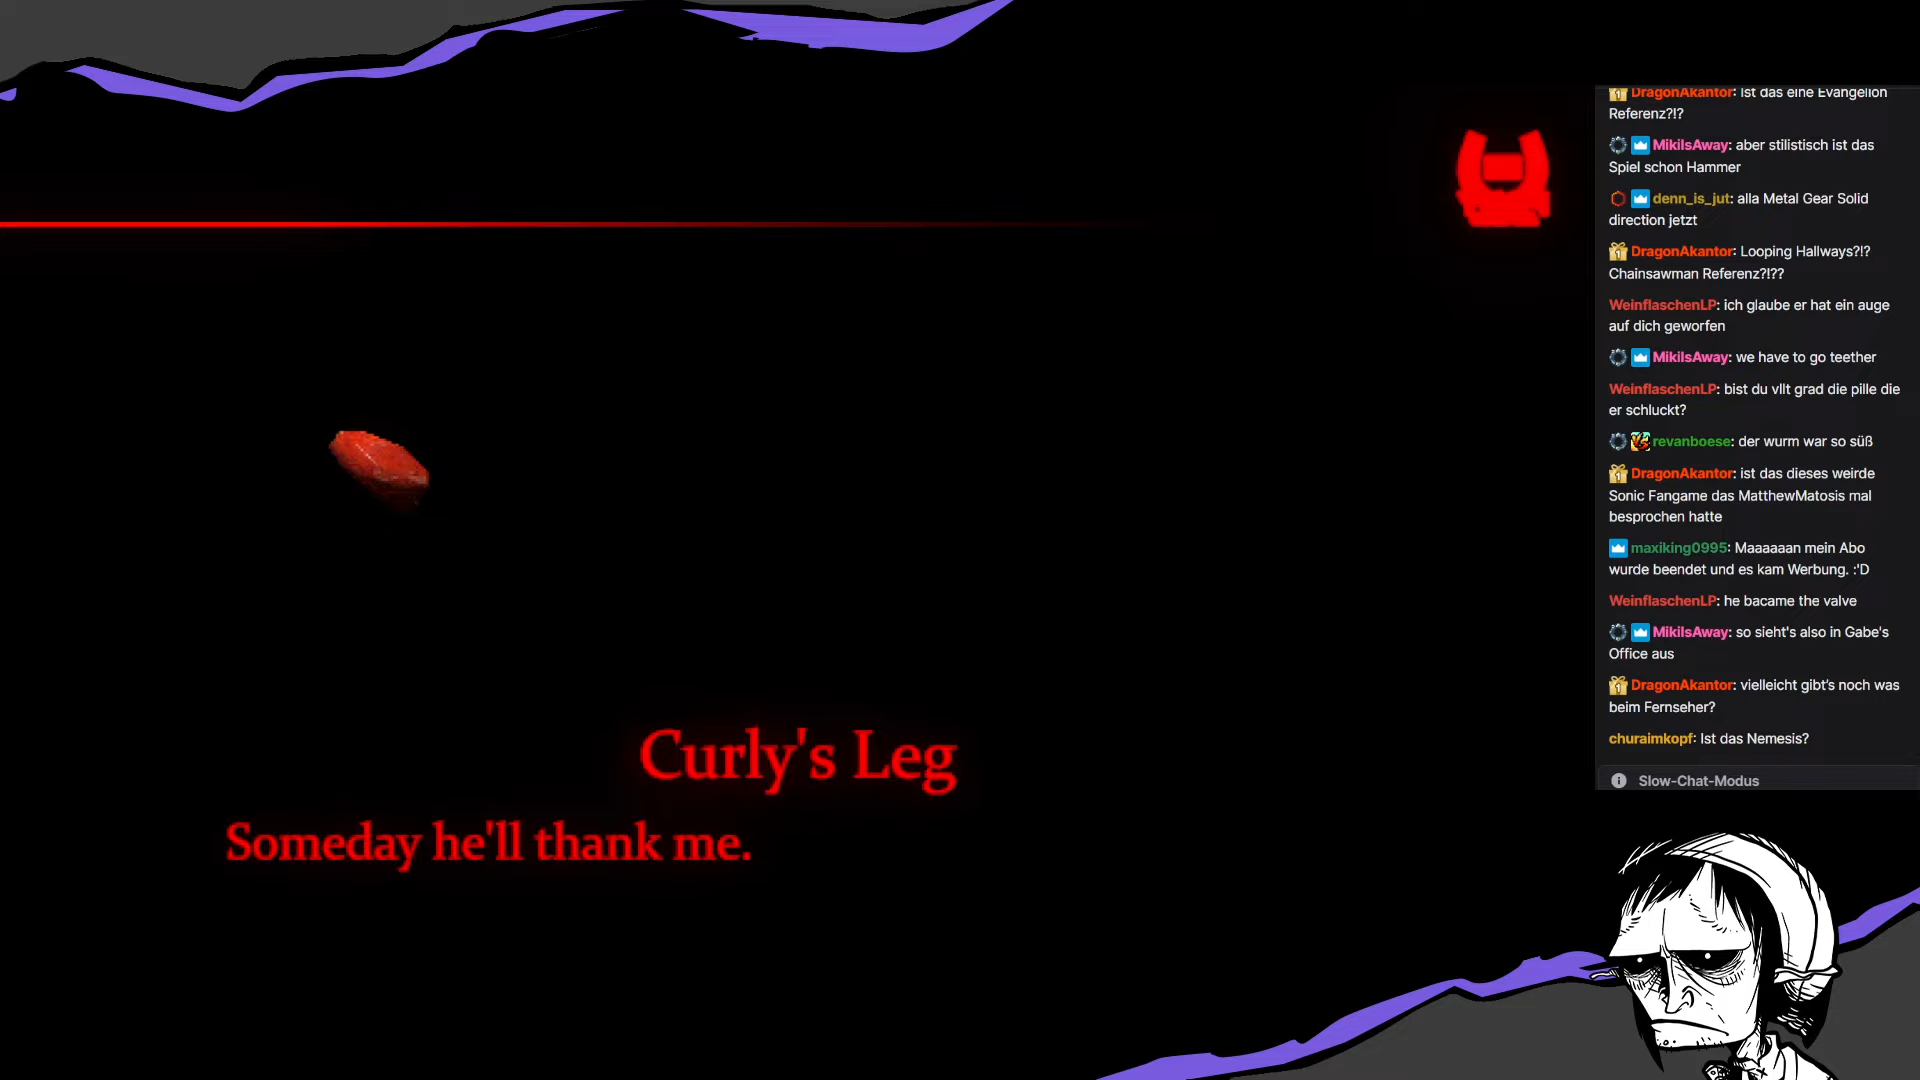 DragonAkantor: Ist das eine Evangelion
Referenz?!?
MikiIsAway: aber stilistisch ist das
Spiel schon Hammer
denn_is_jut: alla Metal Gear Solid
direction jetzt
DragonAkantor: Looping Hallways?!?
Chainsawman Referenz?!??
WeinflaschenLP: ich glaube er hat ein auge
auf dich geworfen
MikiIsAway: we have to go teether
WeinflaschenLP: bist du vllt grad die pille die
er schluckt?
revanboese: der wurm war so süß
DragonAkantor: ist das dieses weirde
Sonic Fangame das MatthewMatosis mal
besprochen hatte
maxiking0995: Maaaaaan mein Abo
wurde beendet und es kam Werbung. :'D
WeinflaschenLP: he bacame the valve
MikiIsAway: so sieht's also in Gabe's
Office aus
DragonAkantor: vielleicht gibt's noch was
beim Fernseher?
churaimkopf: Ist das Nemesis?
Slow-Chat-Modus
Curly's Leg
Someday he'll thank me.